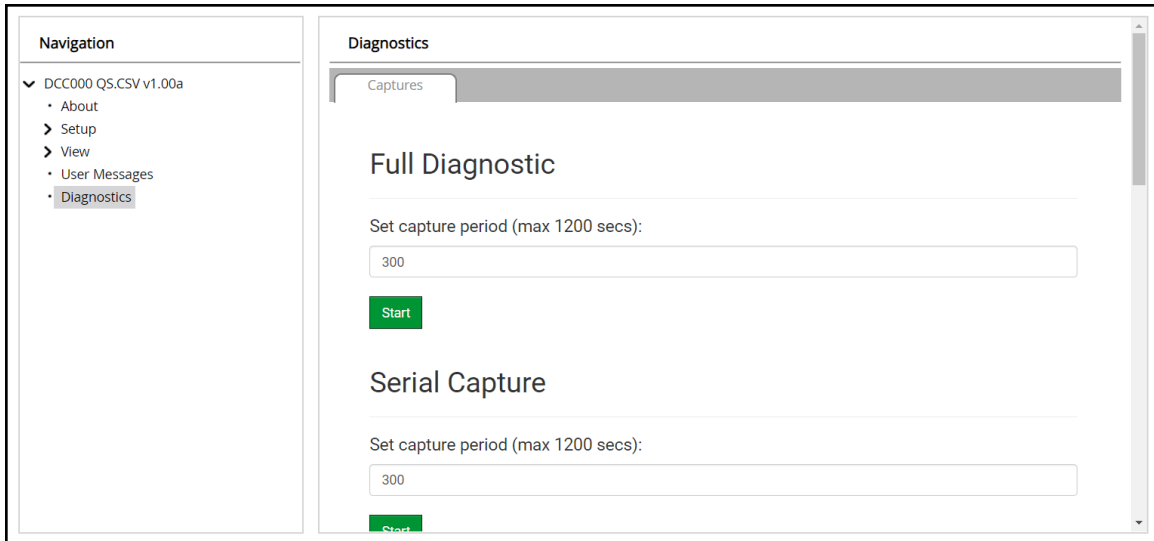 Navigation
DCC000 QS.CSV v1.00a
About
Setup
View
User Messages
Diagnostics
Diagnostics
Captures
Full Diagnostic
Set capture period (max 1200 secs):
300
Start
Serial Capture
Set capture period (max 1200 secs):
300
Start